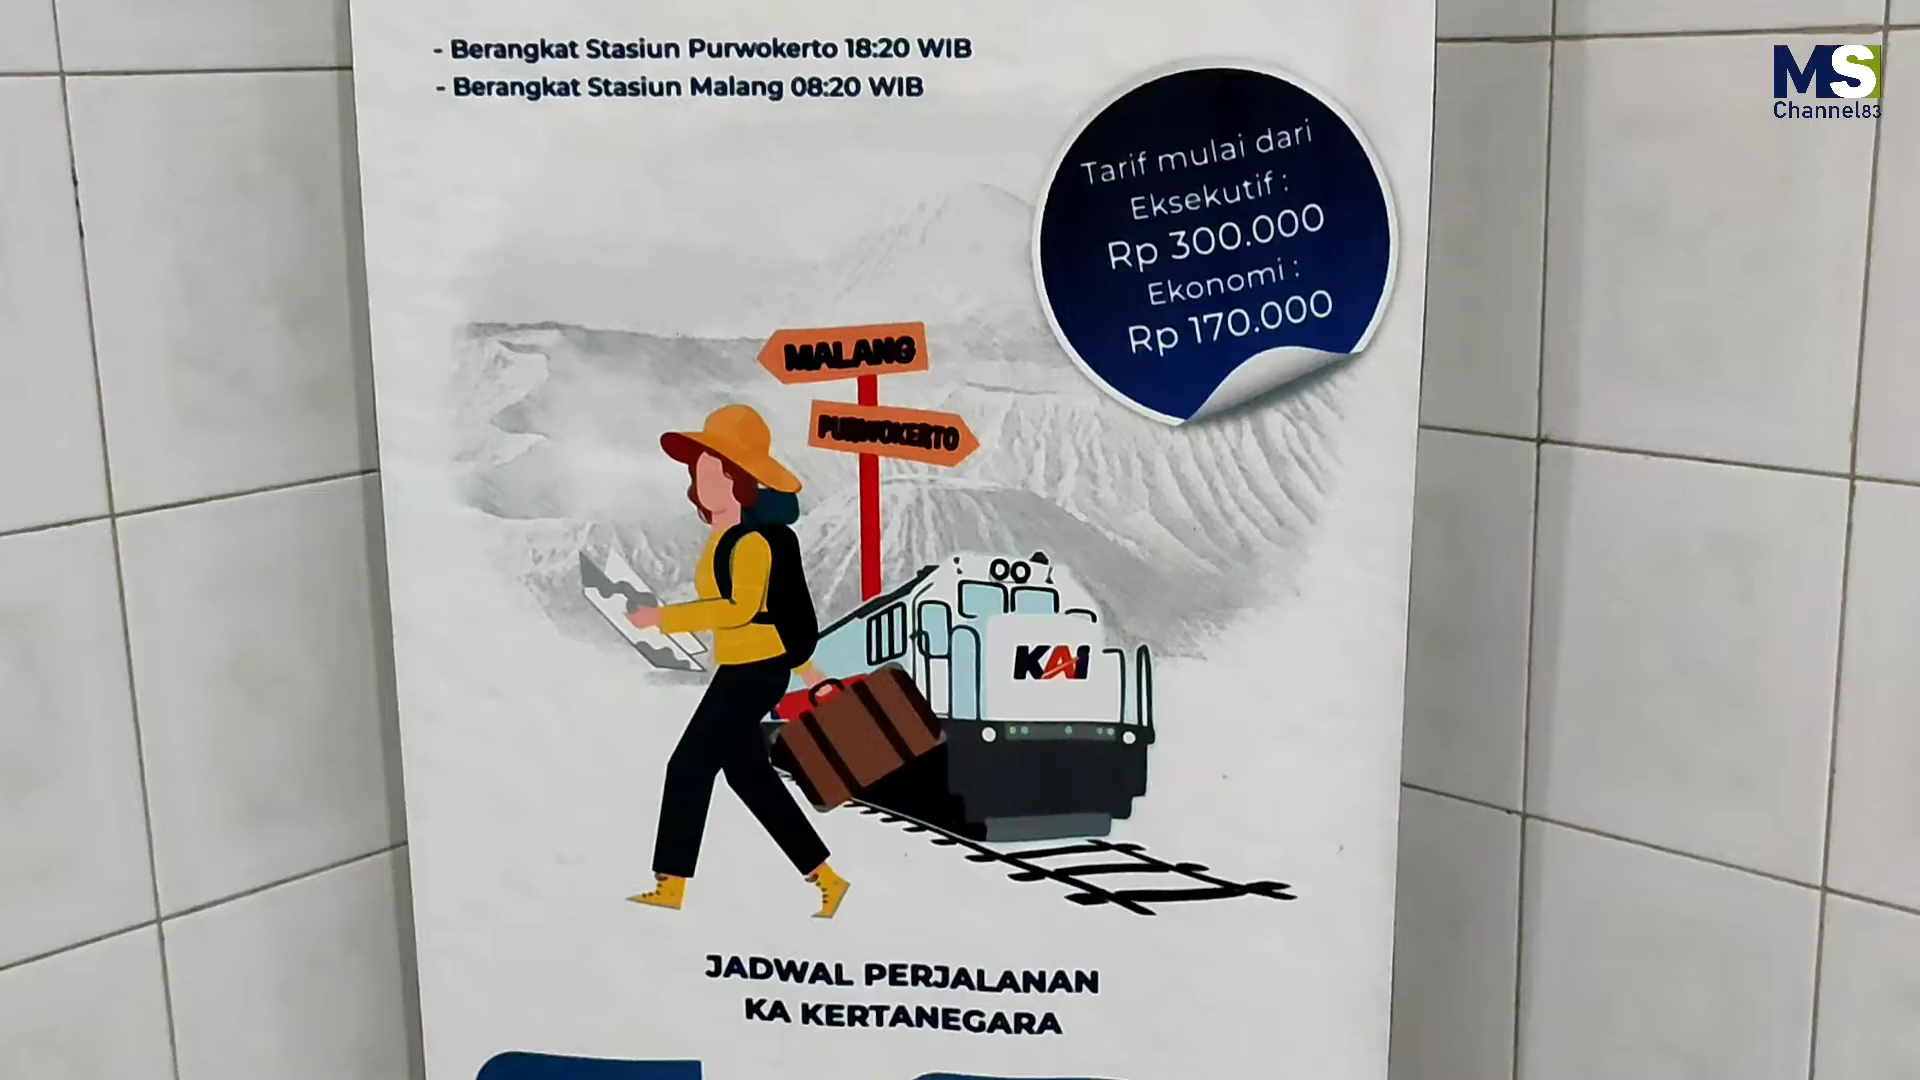 - Berangkat Stasiun Purwokerto 18:20 WIB
- Berangkat Stasiun Malang 08:20 WIB
MS
Channel83
Tarif mulai dari
Eksekutif :
Rp 300.000
Ekonomi :
Rp 170.000
MALANG
PURWOKERTO
KAI
JADWAL PERJALANAN
KA KERTANEGARA